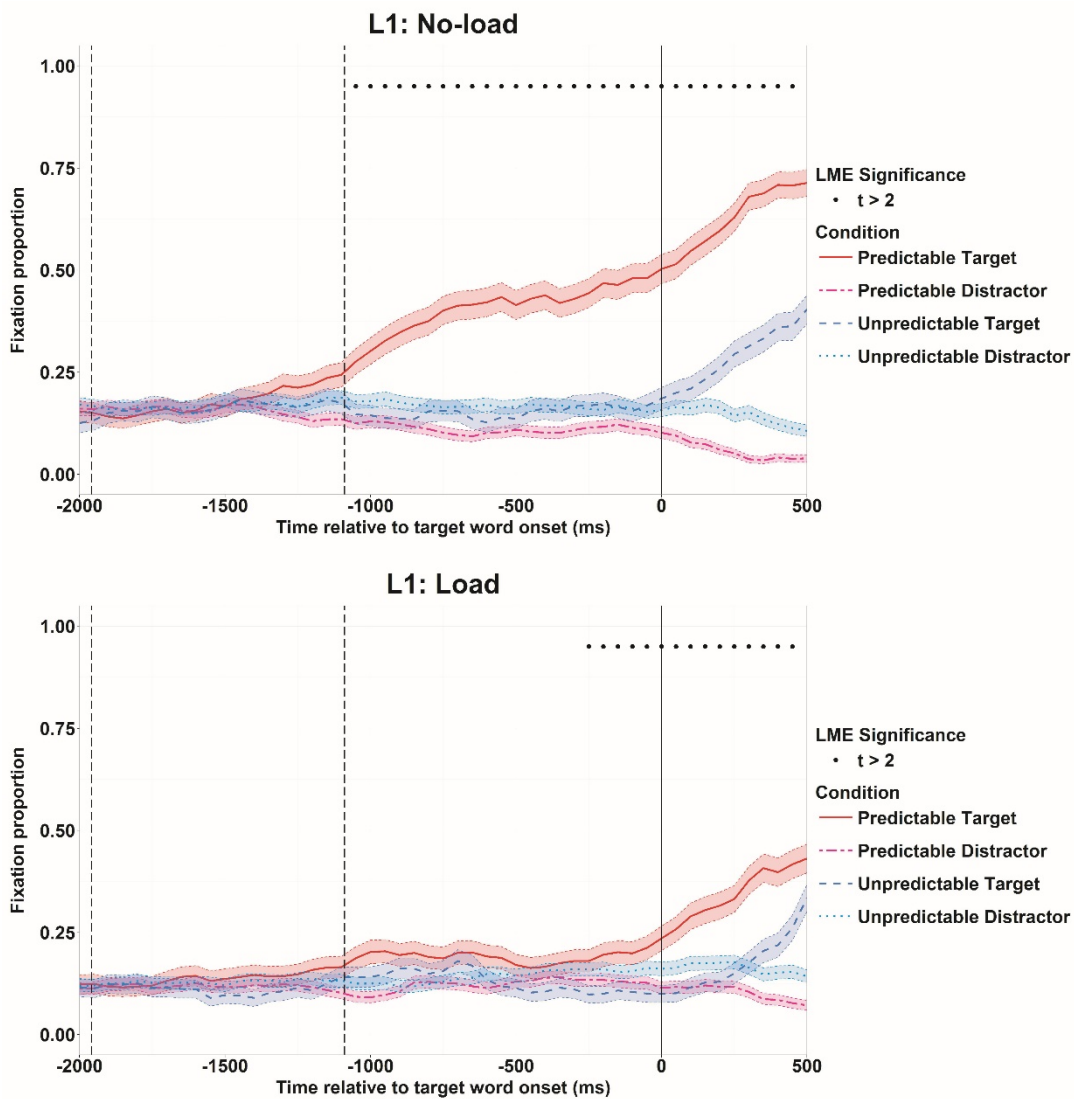 L1: No-load
1.00
0.75
0.50
0.25
0.00
Fixation proportion
-2000
-1500
-1000
-500
0
500
Time relative to target word onset (ms)
LME Significance
• t > 2
Condition
Predictable Target
Predictable Distractor
Unpredictable Target
Unpredictable Distractor
L1: Load
1.00
0.75
0.50
0.25
0.00
Fixation proportion
-2000
-1500
-1000
-500
0
500
Time relative to target word onset (ms)
LME Significance
• t > 2
Condition
Predictable Target
Predictable Distractor
Unpredictable Target
Unpredictable Distractor